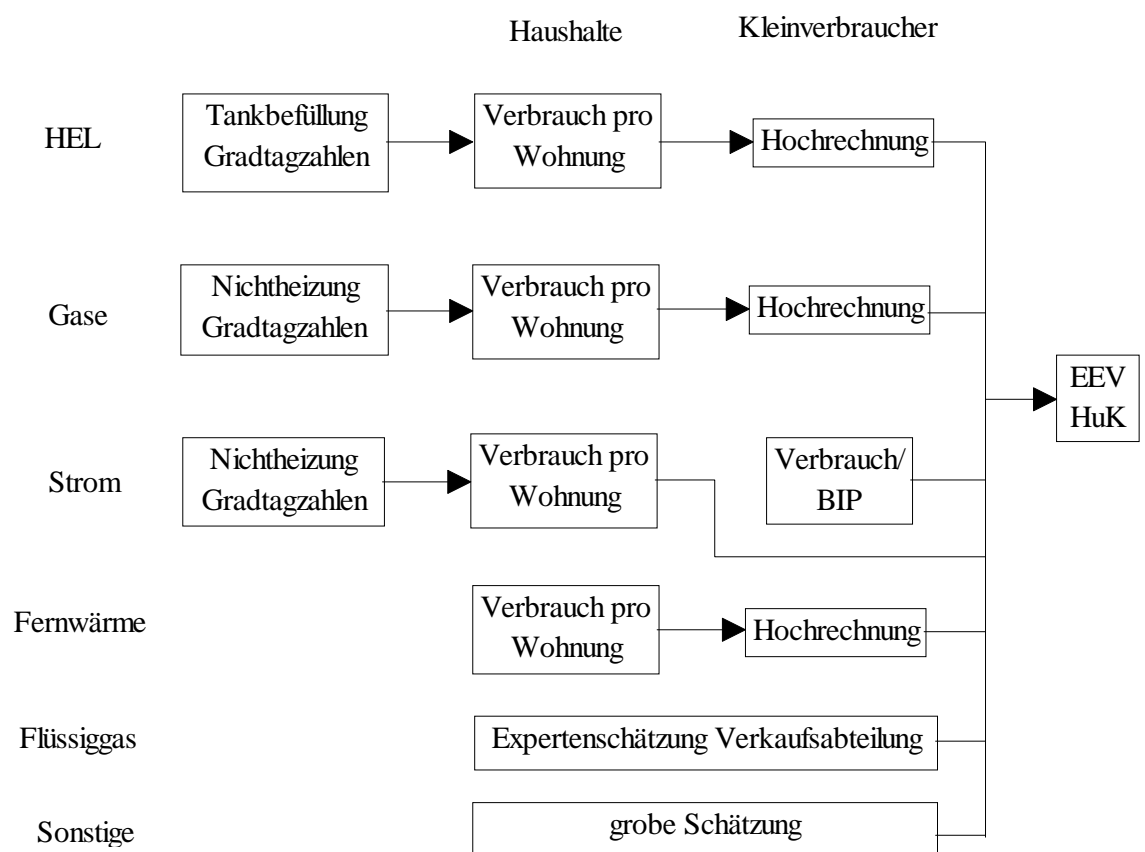 Haushalte
Kleinverbraucher
HEL
Tankbefüllung
Gradtagzahlen
Verbrauch pro
Wohnung
Hochrechnung
Gase
Nichtheizung
Gradtagzahlen
Verbrauch pro
Wohnung
Hochrechnung
EEV
HuK
Strom
Nichtheizung
Gradtagzahlen
Verbrauch pro
Wohnung
Verbrauch/
BIP
Fernwärme
Verbrauch pro
Wohnung
Hochrechnung
Flüssiggas
Expertenschätzung Verkaufsabteilung
Sonstige
grobe Schätzung